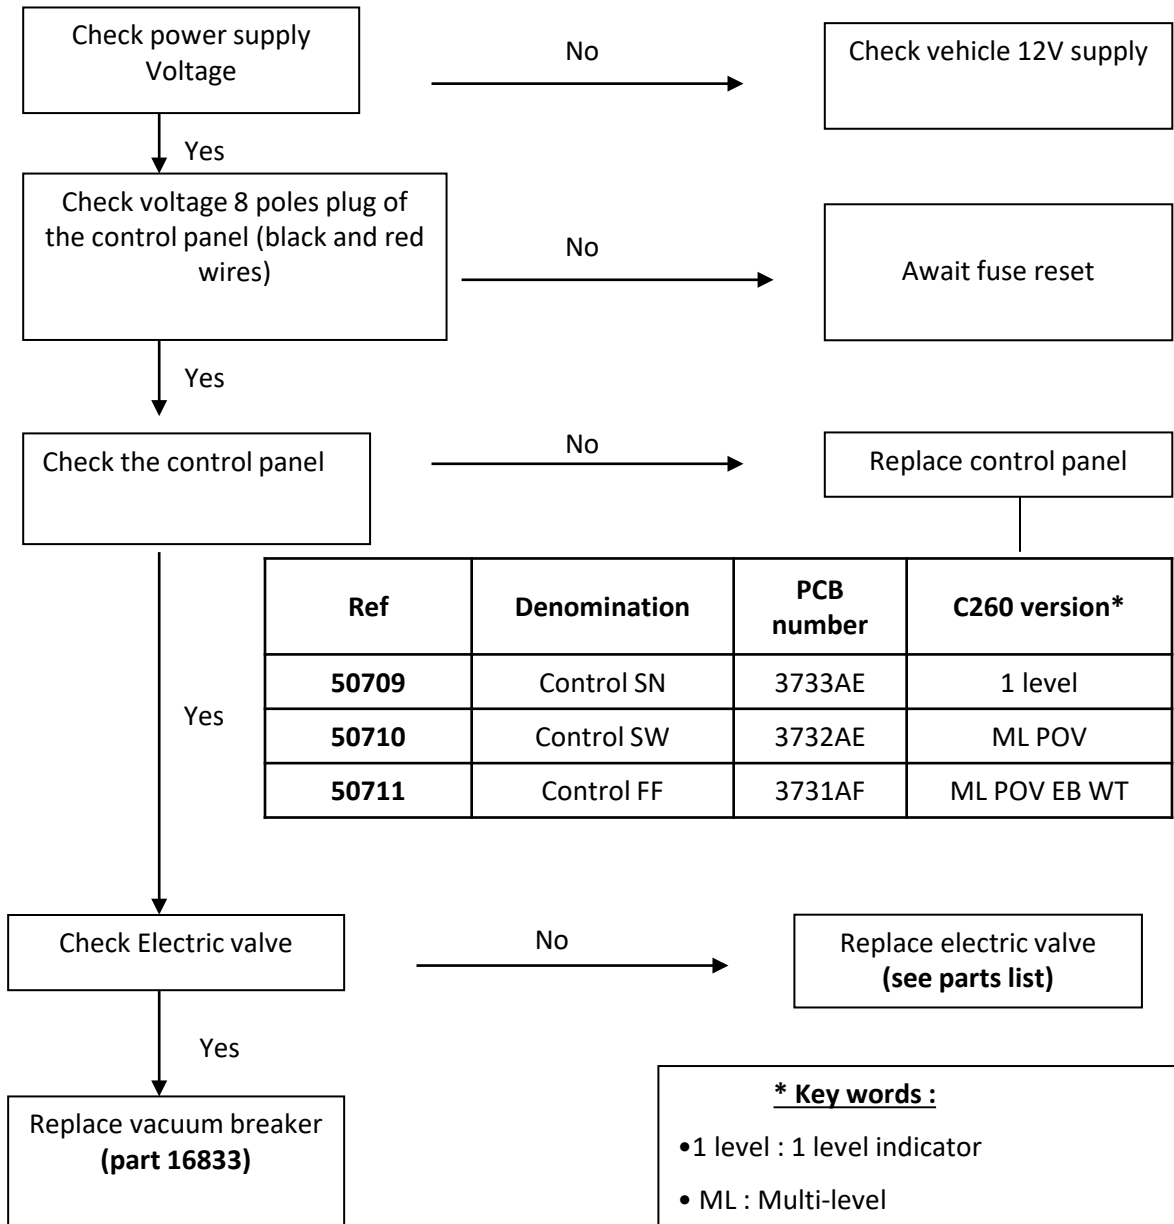 Check power supply
Voltage
No
Check vehicle 12V supply
Yes
Check voltage 8 poles plug of
the control panel (black and red
wires)
No
Await fuse reset
Yes
Check the control panel
No
Replace control panel
Ref Denomination PCB number C260 version*
50709 Control SN 3733AE 1 level
50710 Control SW 3732AE ML POV
50711 Control FF 3731AF ML POV EB WT
Yes
Check Electric valve
No
Replace electric valve
(see parts list)
Yes
Replace vacuum breaker
(part 16833)
* Key words :
•1 level : 1 level indicator
• ML : Multi-level